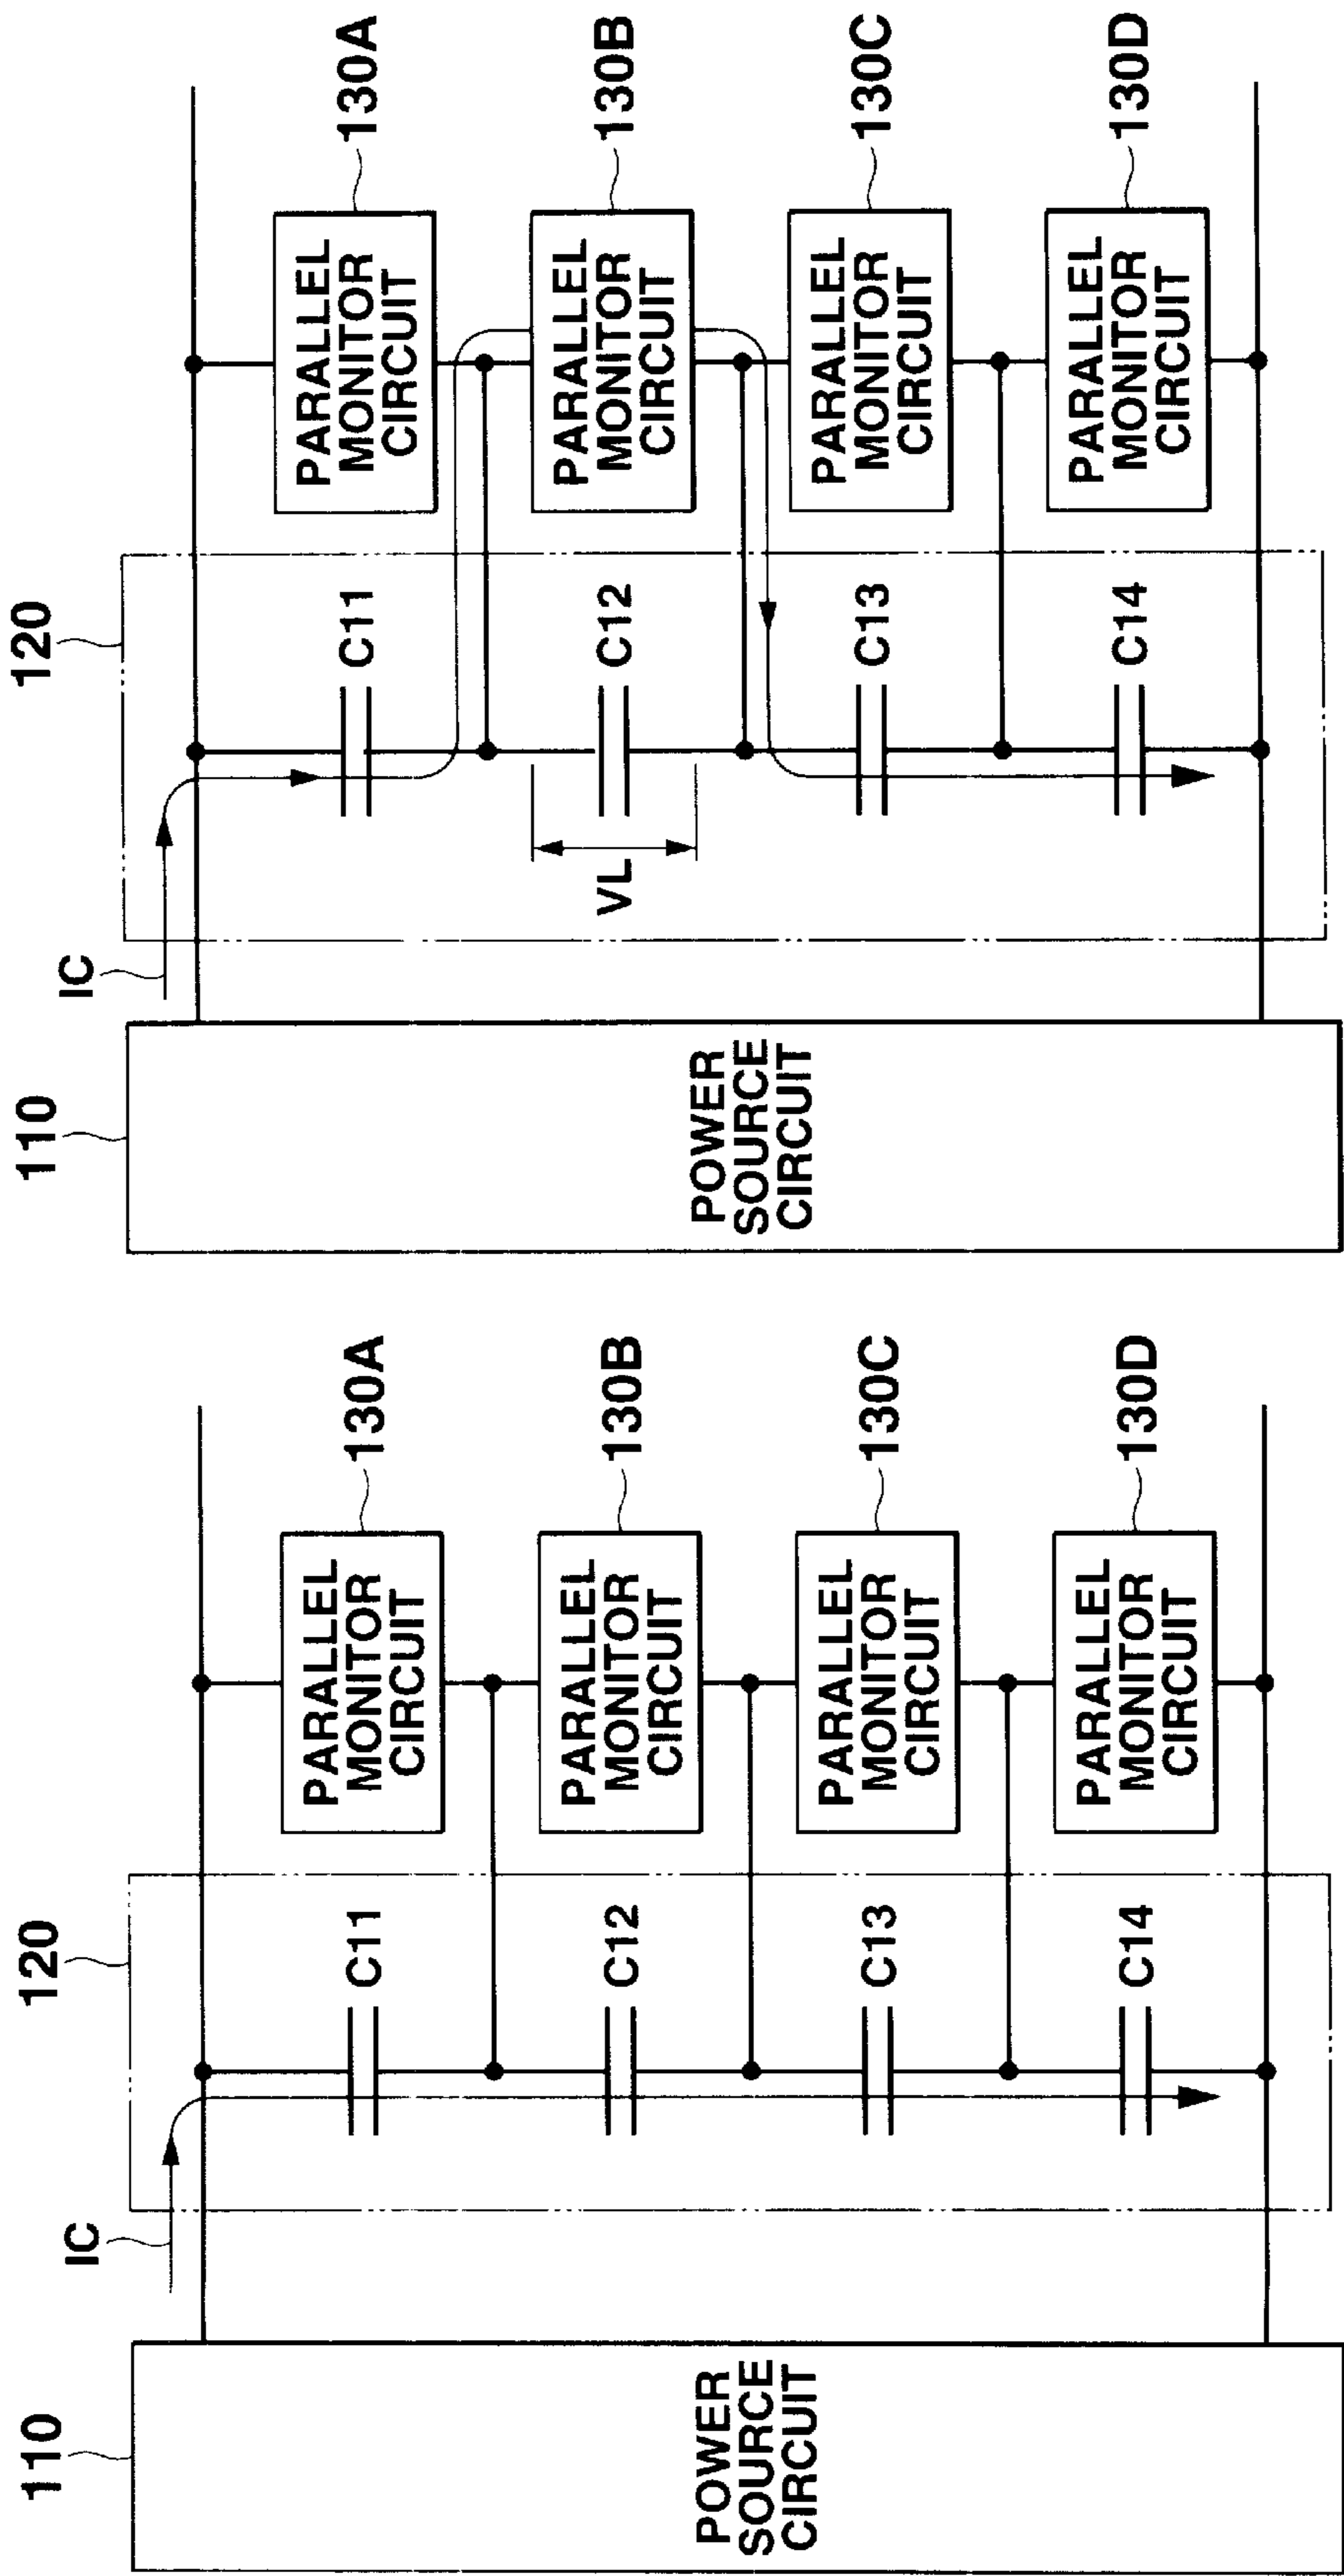 110
IC
120
POWER
SOURCE
CIRCUIT
C11
C12
C13
C14
PARALLEL
MONITOR
CIRCUIT
130A
PARALLEL
MONITOR
CIRCUIT
130B
PARALLEL
MONITOR
CIRCUIT
130C
PARALLEL
MONITOR
CIRCUIT
130D
110
IC
120
POWER
SOURCE
CIRCUIT
VL
C11
C12
C13
C14
PARALLEL
MONITOR
CIRCUIT
130A
PARALLEL
MONITOR
CIRCUIT
130B
PARALLEL
MONITOR
CIRCUIT
130C
PARALLEL
MONITOR
CIRCUIT
130D